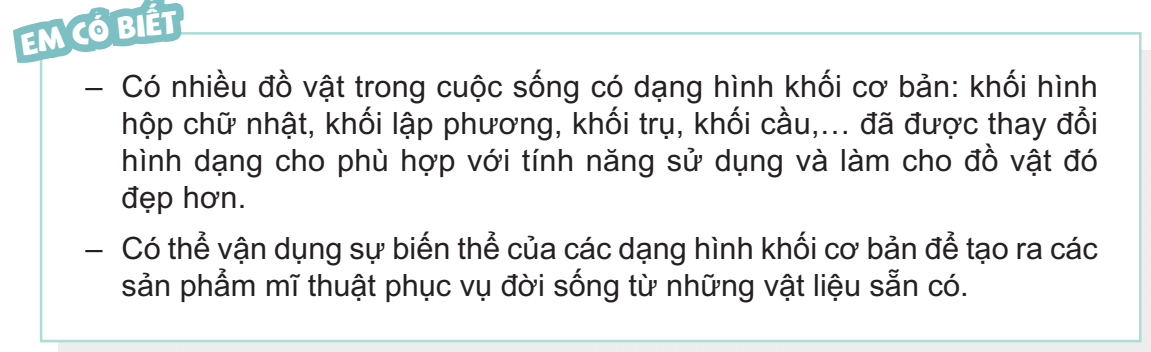 EM CÓ BIẾT
– Có nhiều đồ vật trong cuộc sống có dạng hình khối cơ bản: khối hình
hộp chữ nhật, khối lập phương, khối trụ, khối cầu,… đã được thay đổi
hình dạng cho phù hợp với tính năng sử dụng và làm cho đồ vật đó
đẹp hơn.
– Có thể vận dụng sự biến thể của các dạng hình khối cơ bản để tạo ra các
sản phẩm mĩ thuật phục vụ đời sống từ những vật liệu sẵn có.